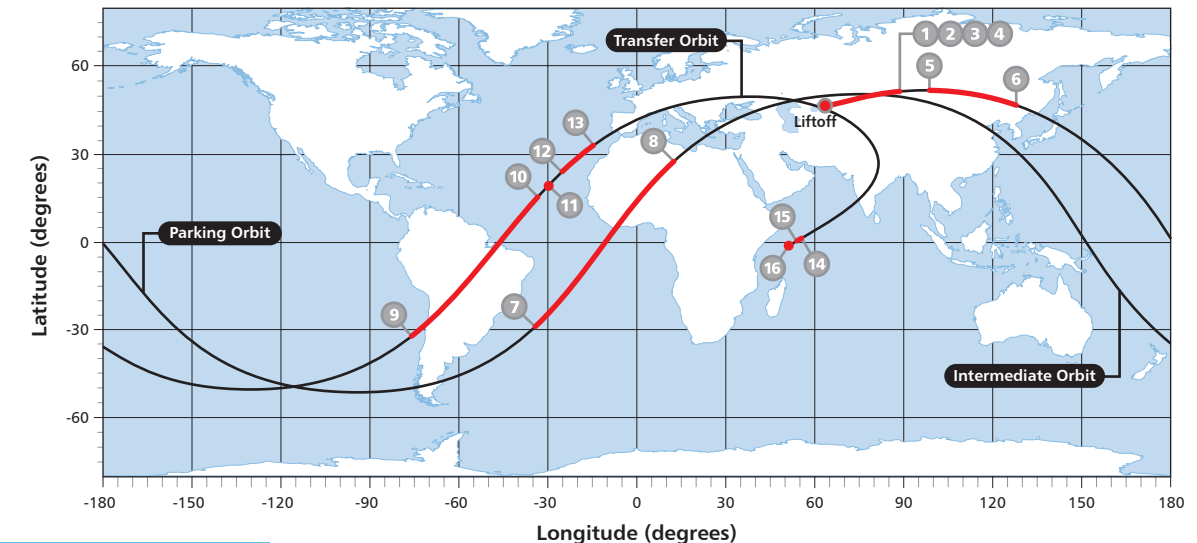 Transfer Orbit
1 2 3 4
5
6
Liftoff
13
12
8
10
11
15
16
14
Parking Orbit
9
7
Intermediate Orbit
60
30
0
-30
-60
Latitude (degrees)
-180 -150 -120 -90 -60 -30 0 30 60 90 120 150 180
Longitude (degrees)